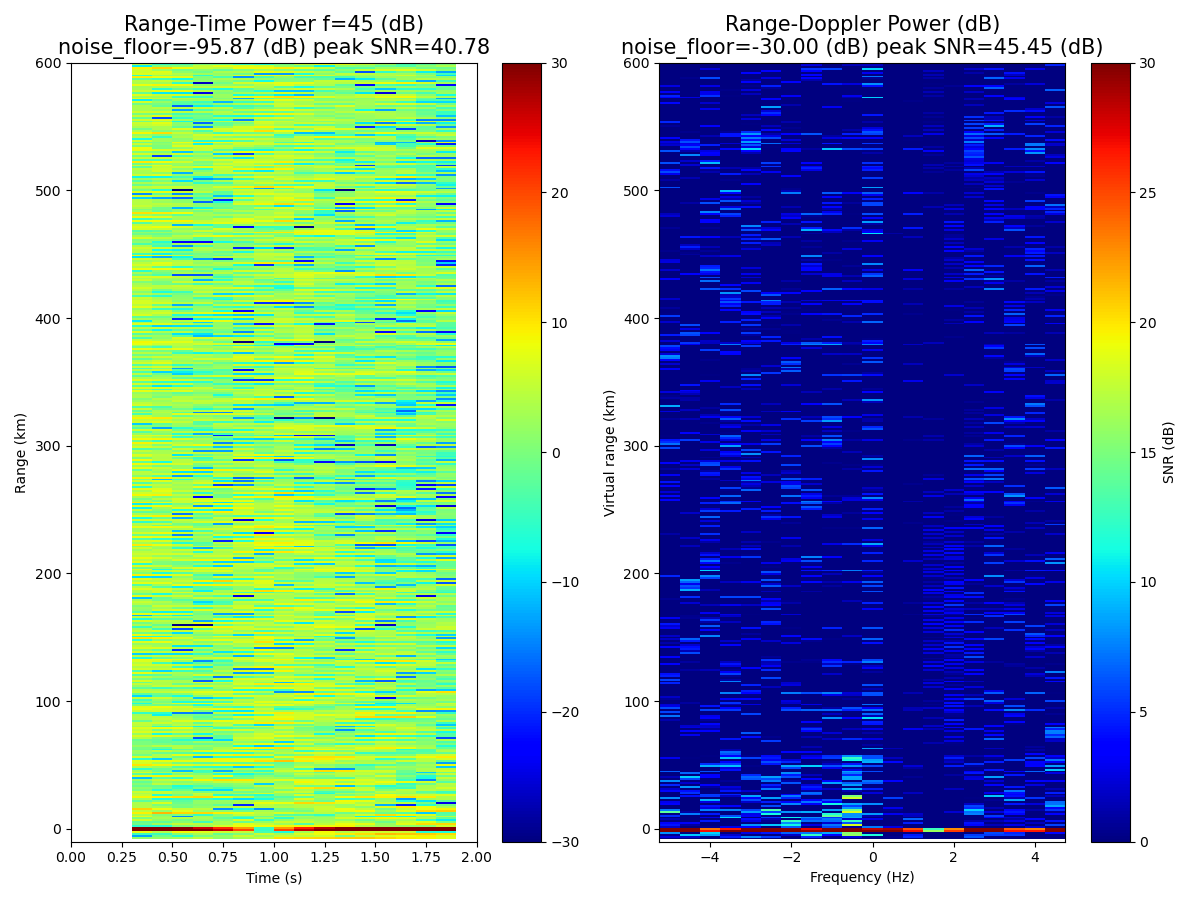 Range-Time Power f=45 (dB)
noise_floor=-95.87 (dB) peak SNR=40.78
600
500
400
300
200
100
0
Range (km)
0.00 0.25 0.50 0.75 1.00 1.25 1.50 1.75 2.00
Time (s)
30
20
10
0
−10
−20
−30
Range-Doppler Power (dB)
noise_floor=-30.00 (dB) peak SNR=45.45 (dB)
600
500
400
300
200
100
0
Virtual range (km)
−4 −2 0 2 4
Frequency (Hz)
30
25
20
15
10
5
0
SNR (dB)